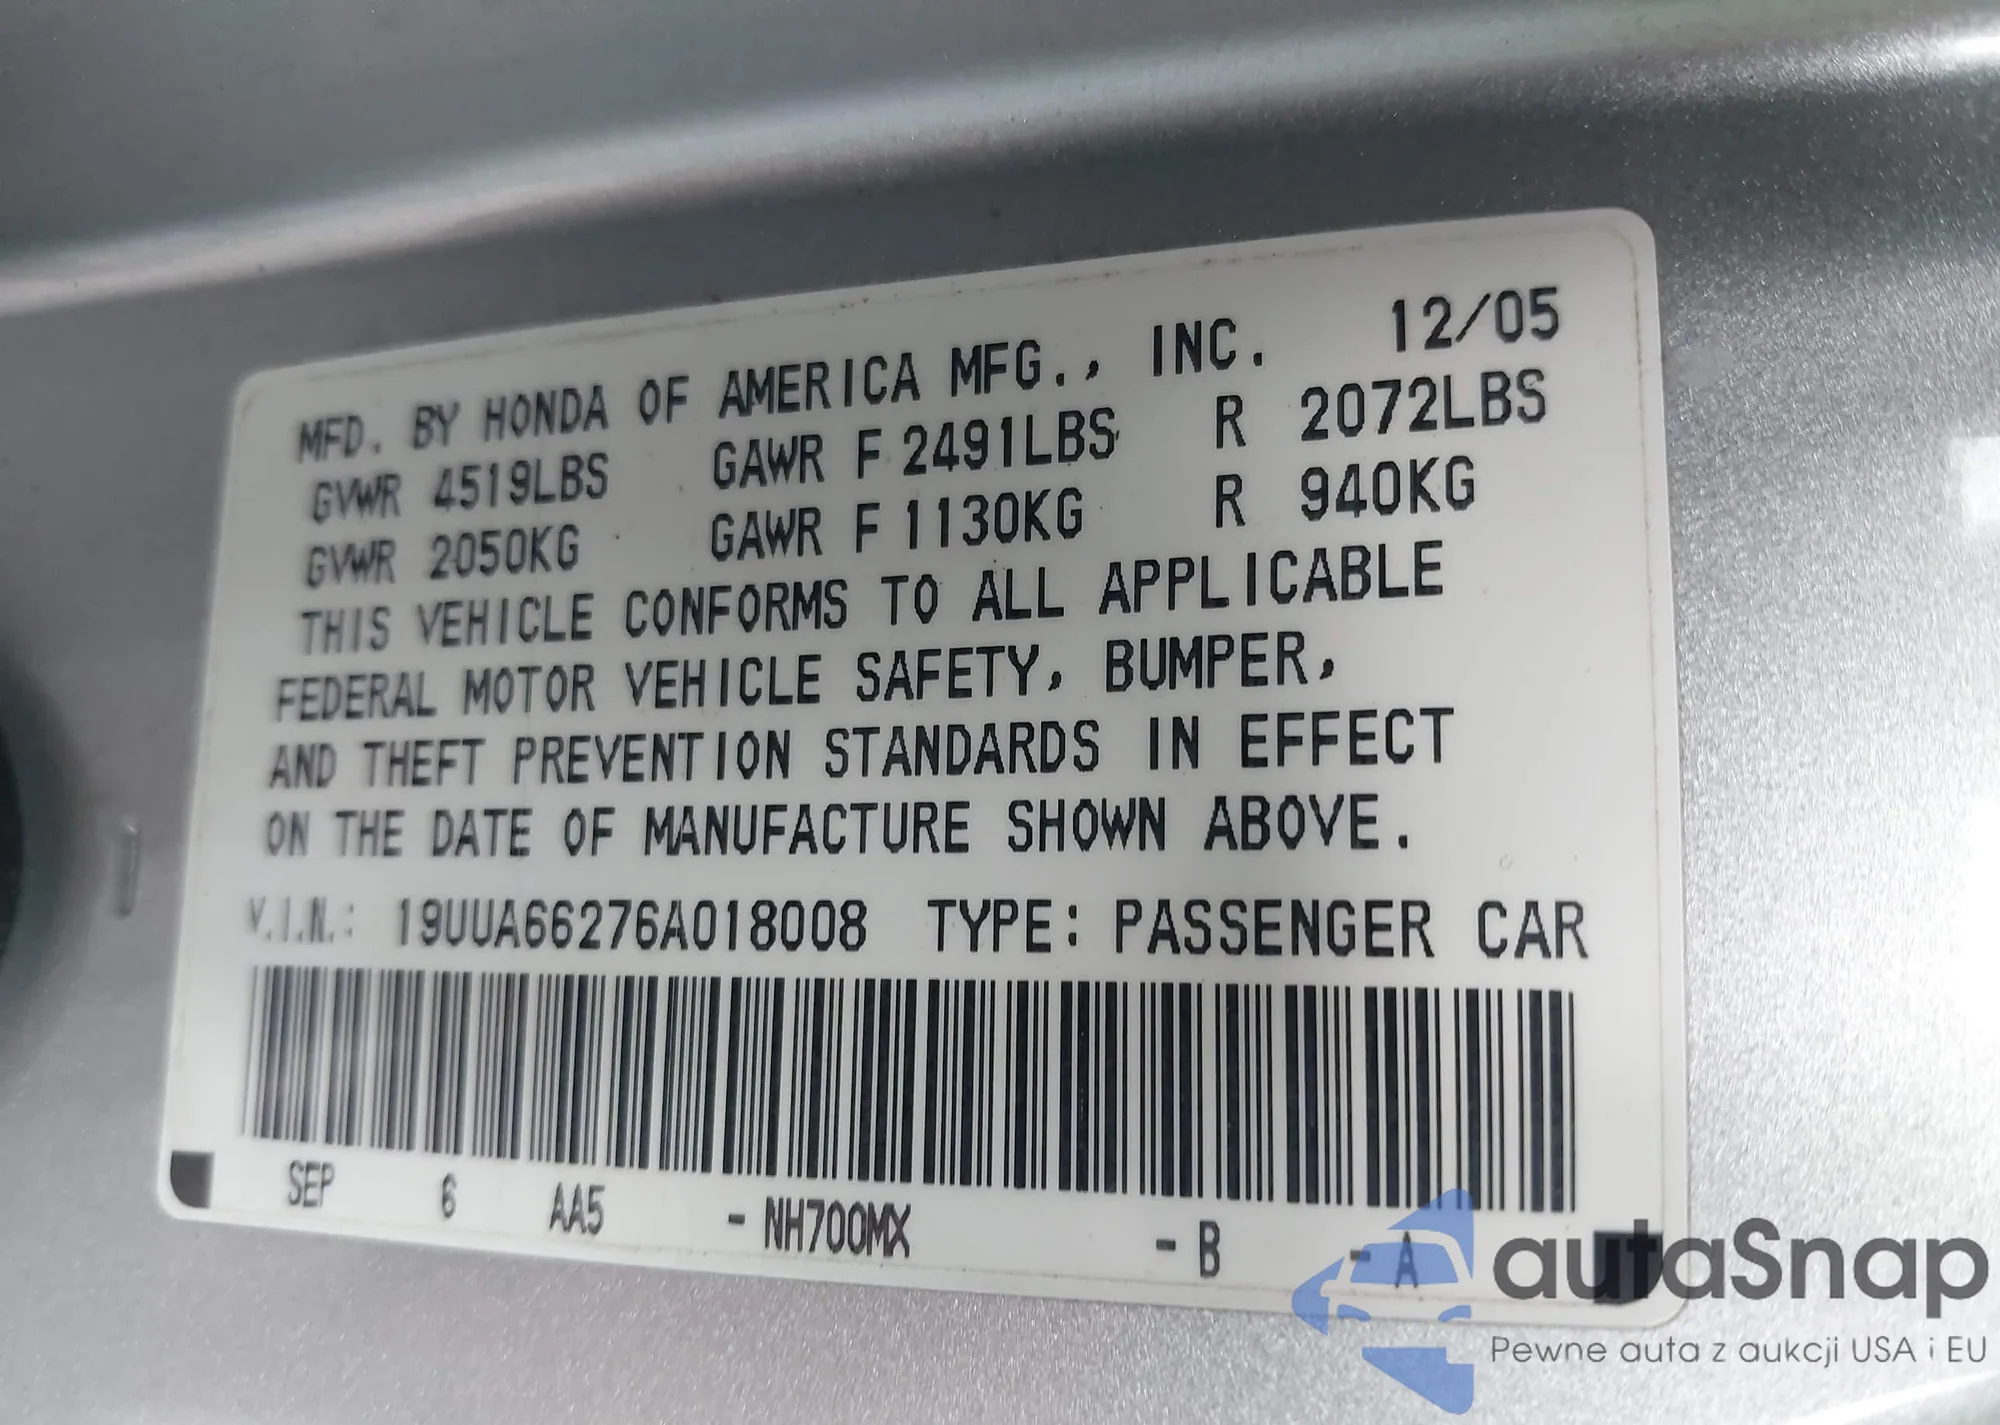 MFD. BY HONDA OF AMERICA MFG., INC. 12/05
GVWR 4519LBS GAWR F 2491LBS R 2072LBS
GVWR 2050KG GAWR F 1130KG R 940KG
THIS VEHICLE CONFORMS TO ALL APPLICABLE
FEDERAL MOTOR VEHICLE SAFETY, BUMPER,
AND THEFT PREVENTION STANDARDS IN EFFECT
ON THE DATE OF MANUFACTURE SHOWN ABOVE.
V.I.N.: 19UUA66276A018008 TYPE: PASSENGER CAR
SEP 6 AA5 - NH700MX - B - A
autaSnap
Pewne auta z aukcji USA i EU